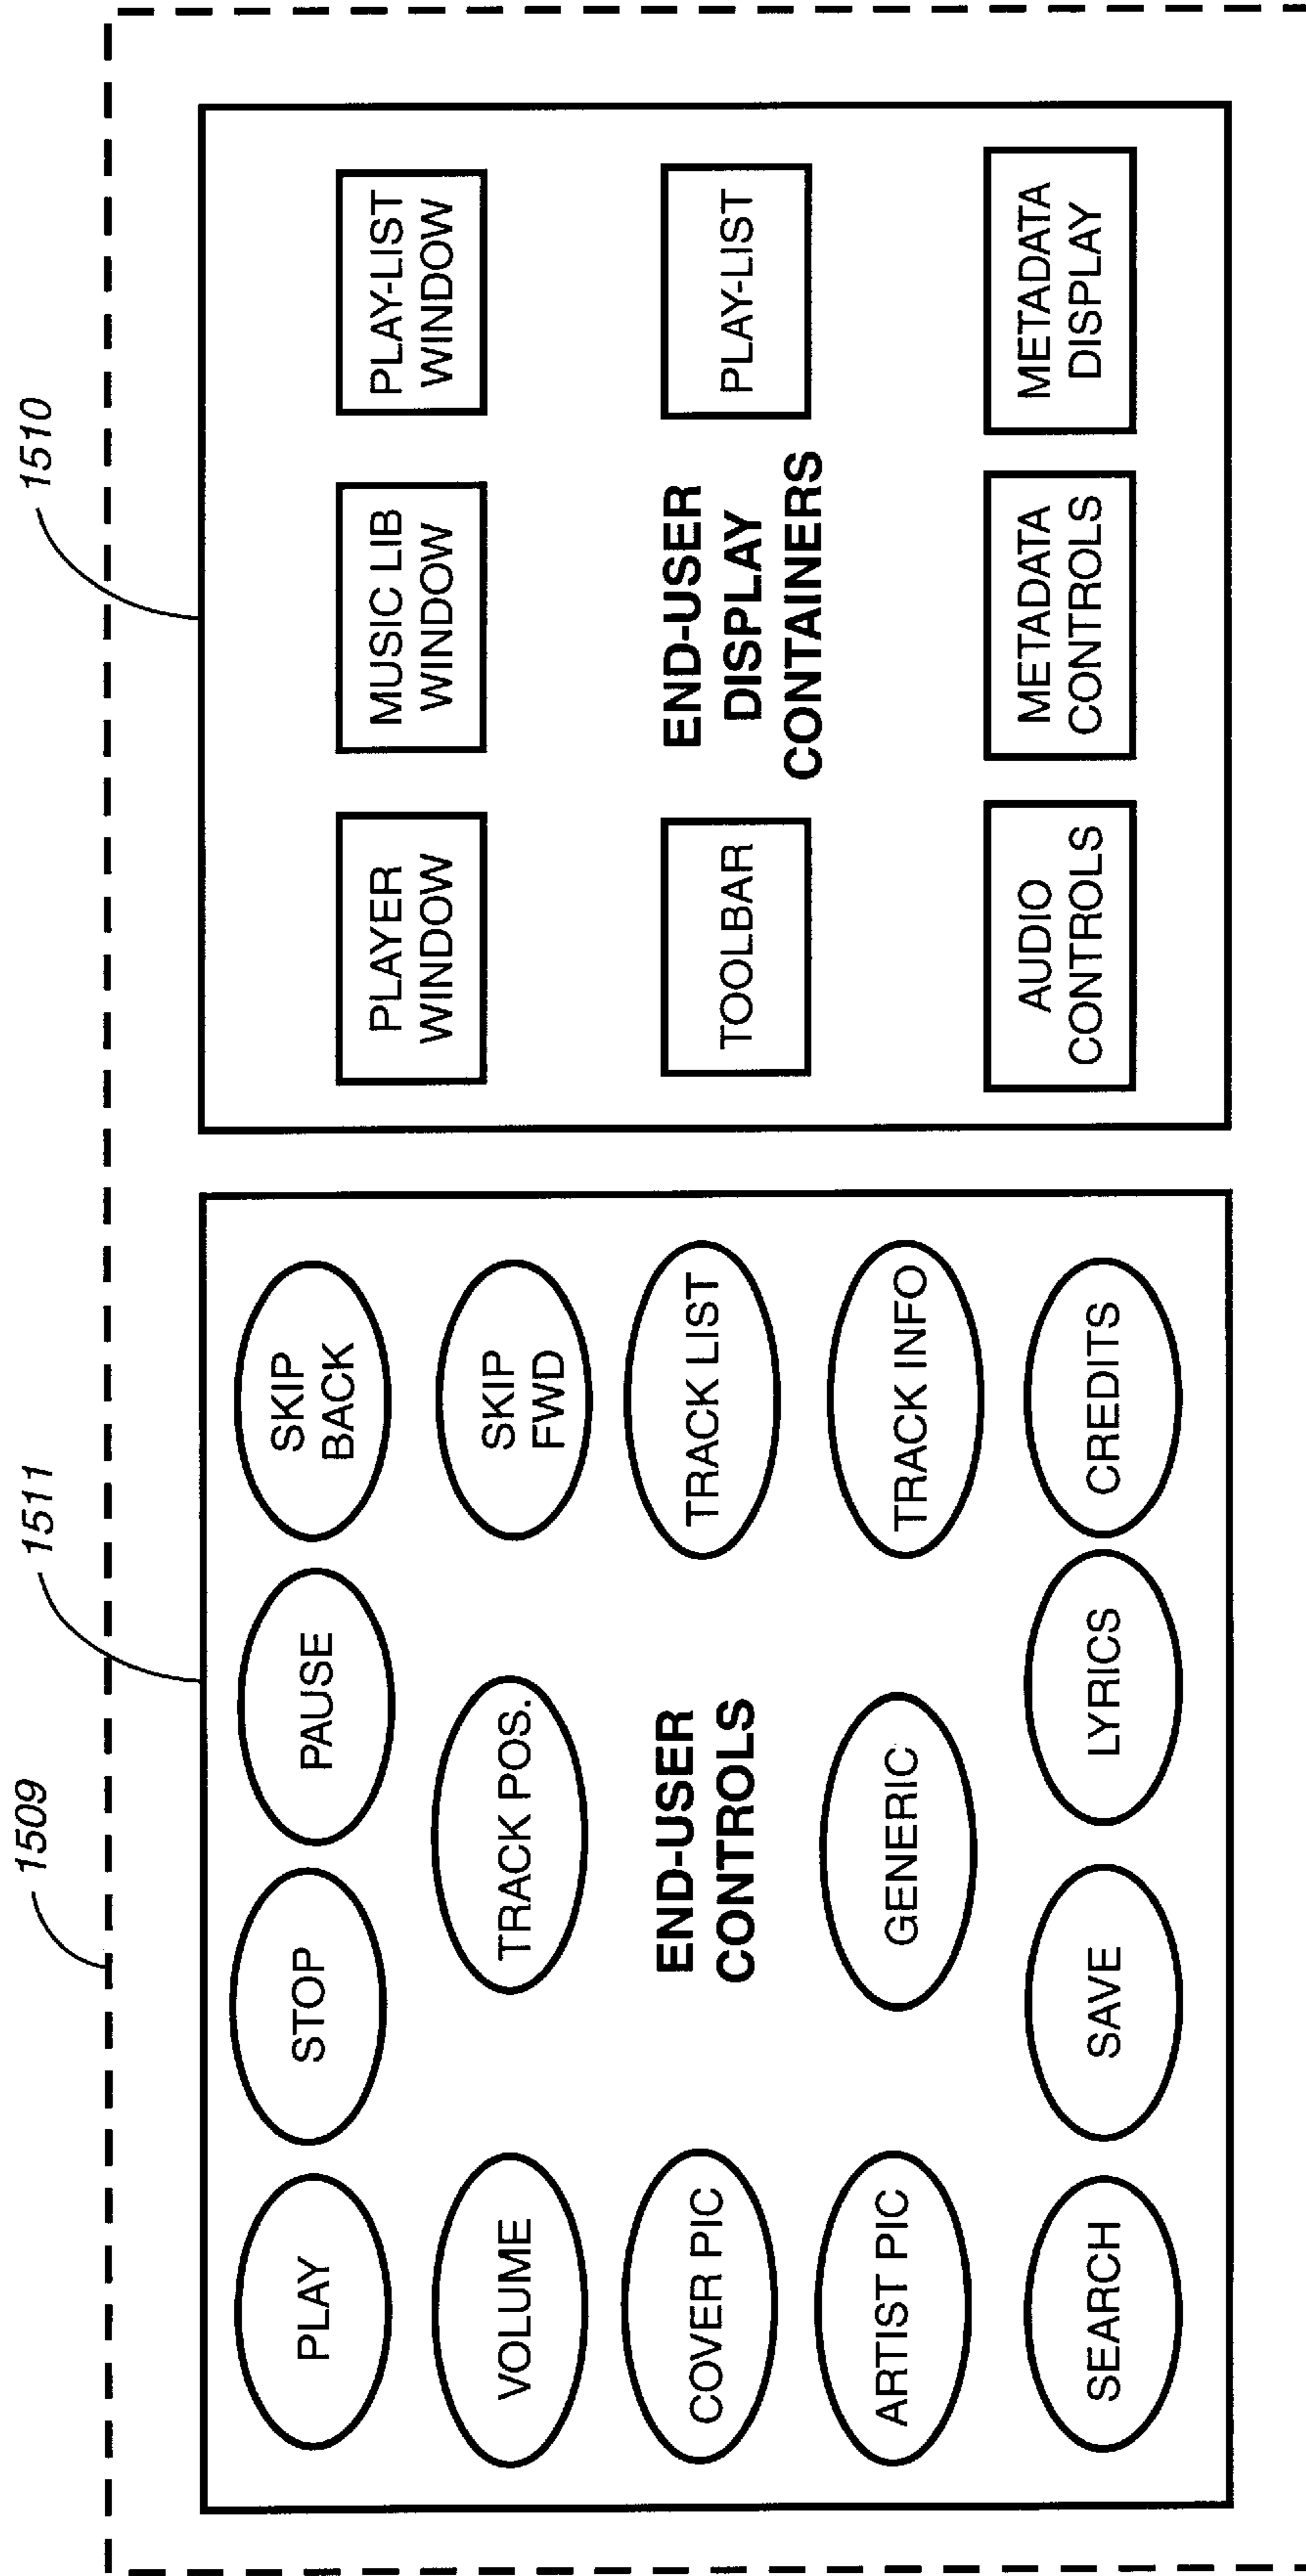 1509
1511
1510
PLAY
STOP
PAUSE
SKIP
BACK
VOLUME
TRACK POS.
SKIP
FWD
COVER PIC
END-USER
CONTROLS
TRACK LIST
ARTIST PIC
GENERIC
TRACK INFO
SEARCH
SAVE
LYRICS
CREDITS
PLAYER
WINDOW
MUSIC LIB
WINDOW
PLAY-LIST
WINDOW
TOOLBAR
END-USER
DISPLAY
CONTAINERS
PLAY-LIST
AUDIO
CONTROLS
METADATA
CONTROLS
METADATA
DISPLAY